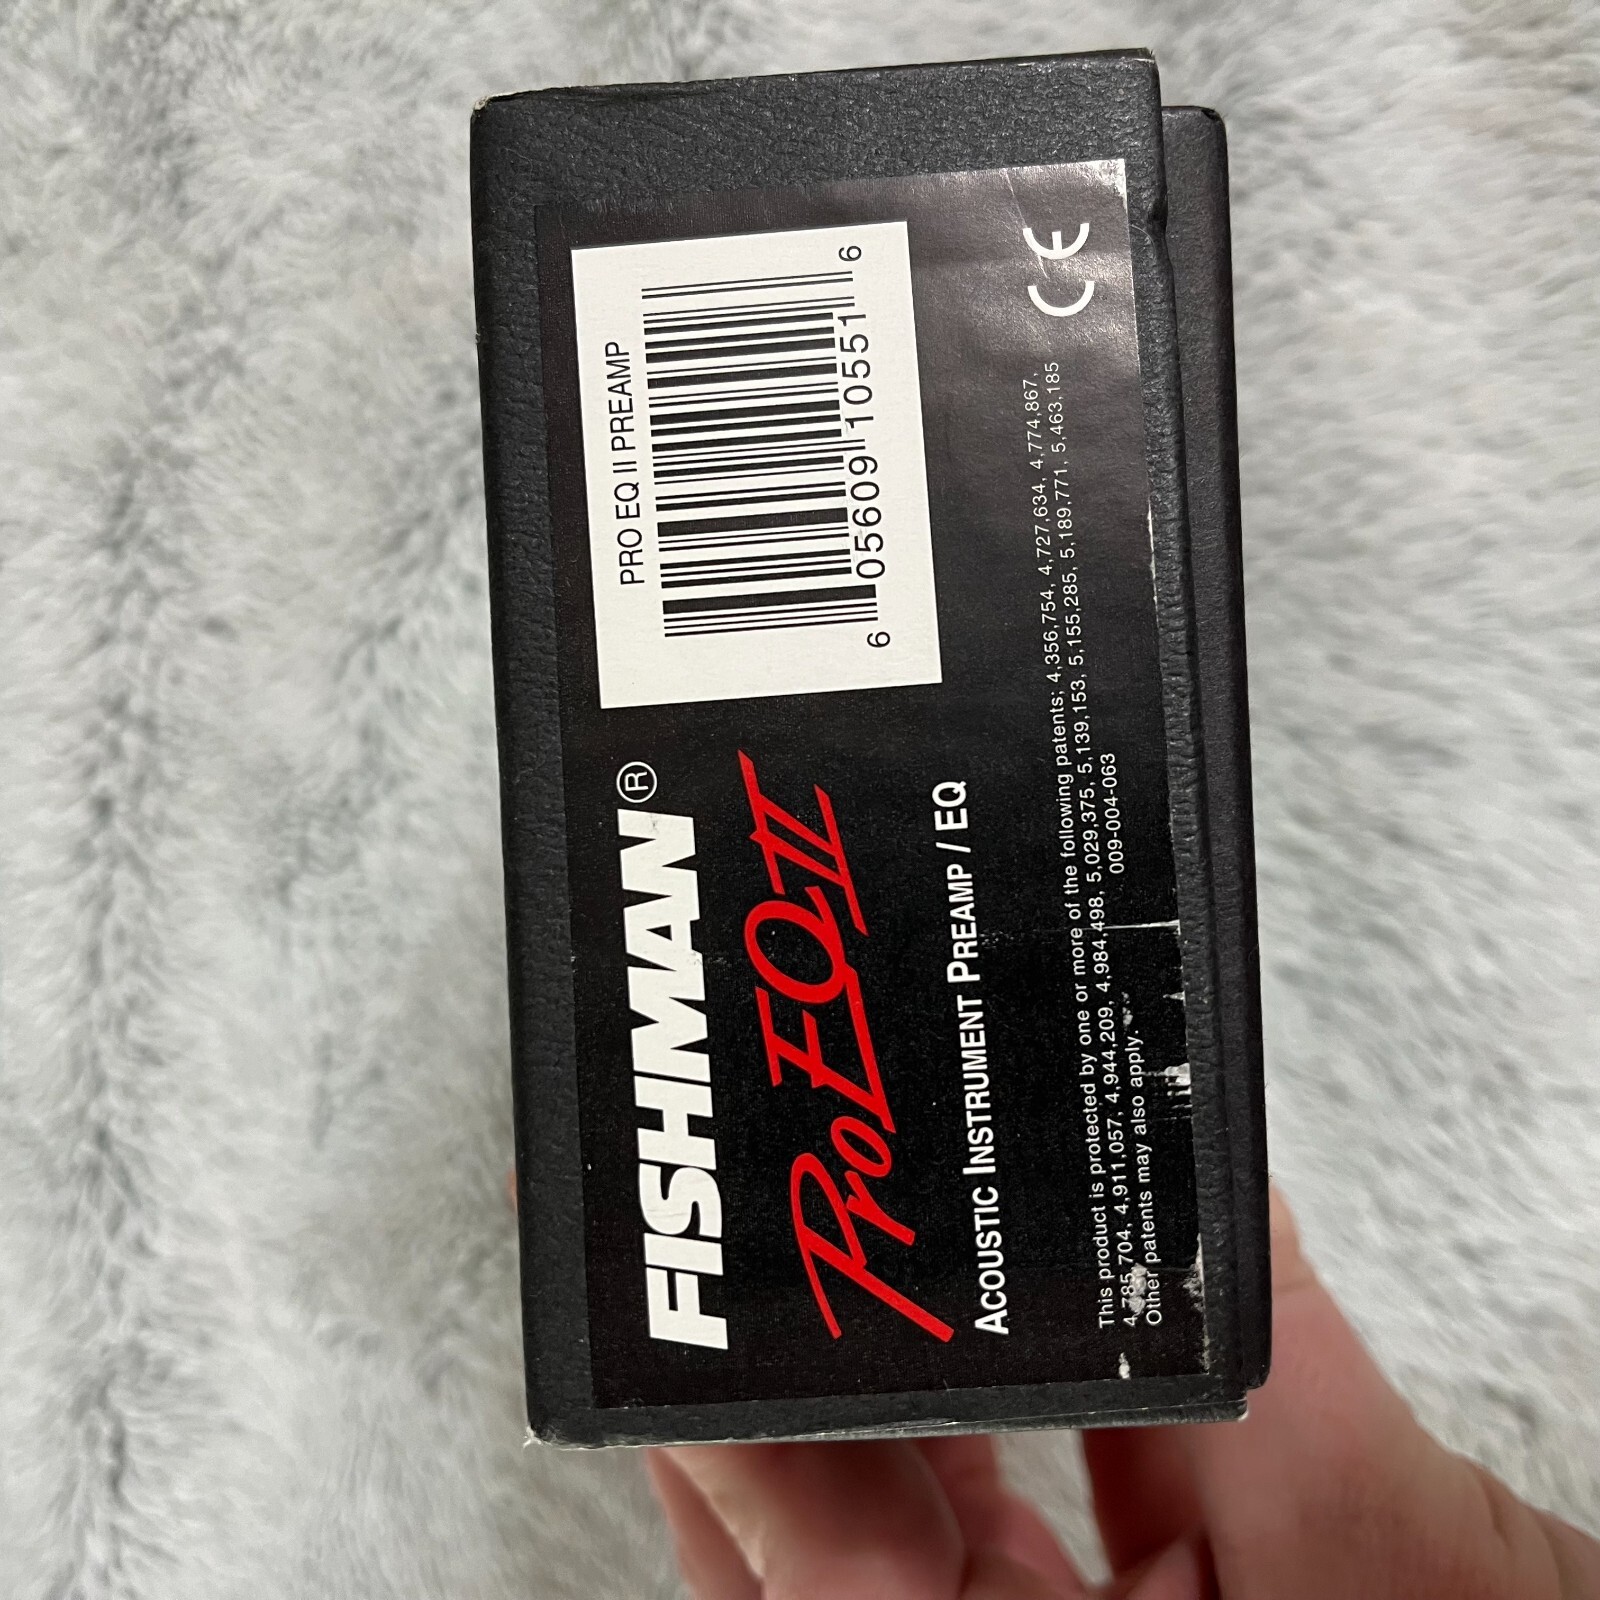 FISHMAN®
Pro EQ II
ACOUSTIC INSTRUMENT PREAMP / EQ
PRO EQ II PREAMP
6 05609 10551 6
This product is protected by one or more of the following patents; 4,356,754, 4,727,634, 4,774,867,
4,785,704, 4,911,057, 4,944,209, 4,984,498, 5,029,375, 5,139,153, 5,155,285, 5,189,771, 5,463,185
Other patents may also apply.
009-004-063
CE